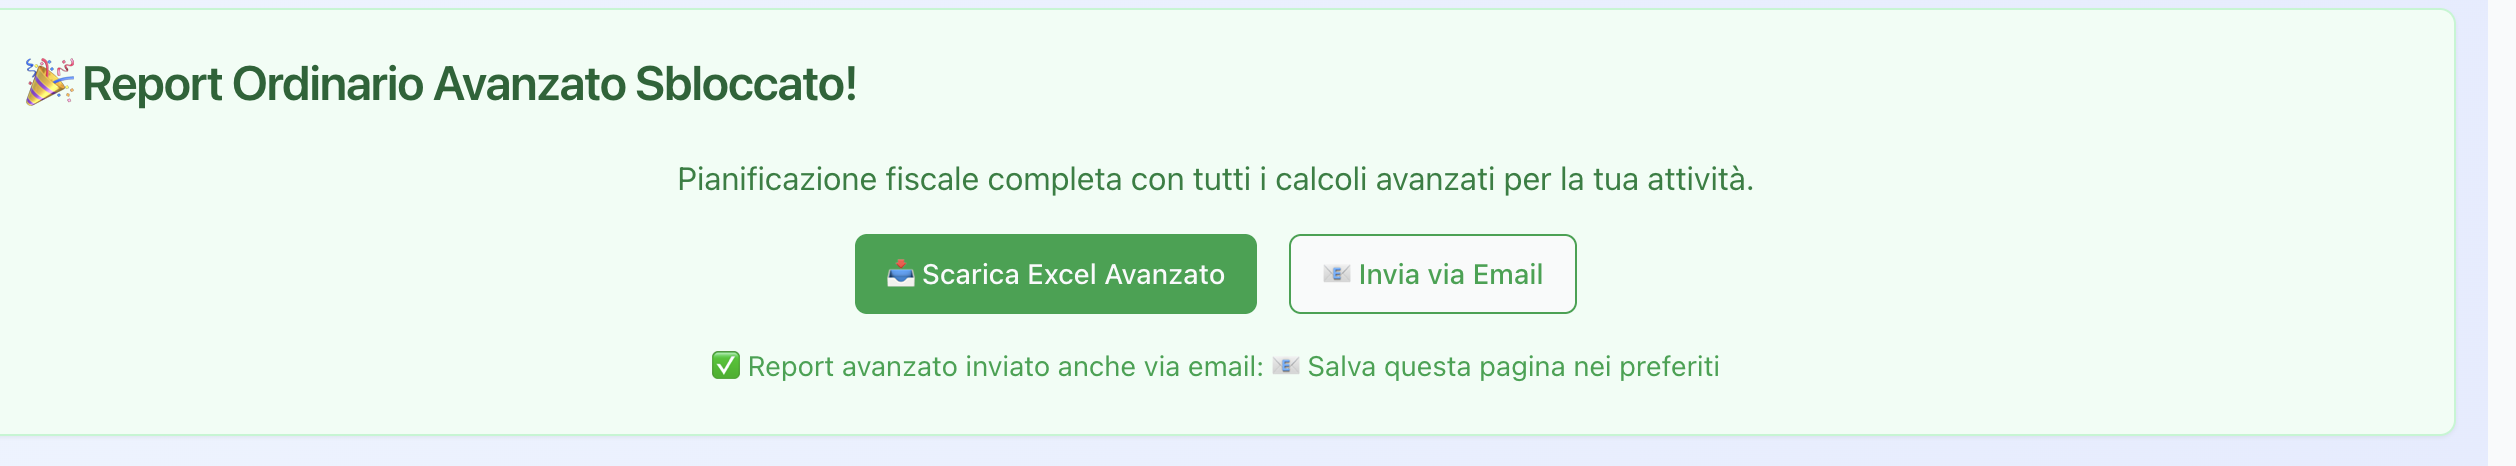 🎉 Report Ordinario Avanzato Sbloccato!
Pianificazione fiscale completa con tutti i calcoli avanzati per la tua attività.
📥 Scarica Excel Avanzato
📧 Invia via Email
✅ Report avanzato inviato anche via email: 📧 Salva questa pagina nei preferiti